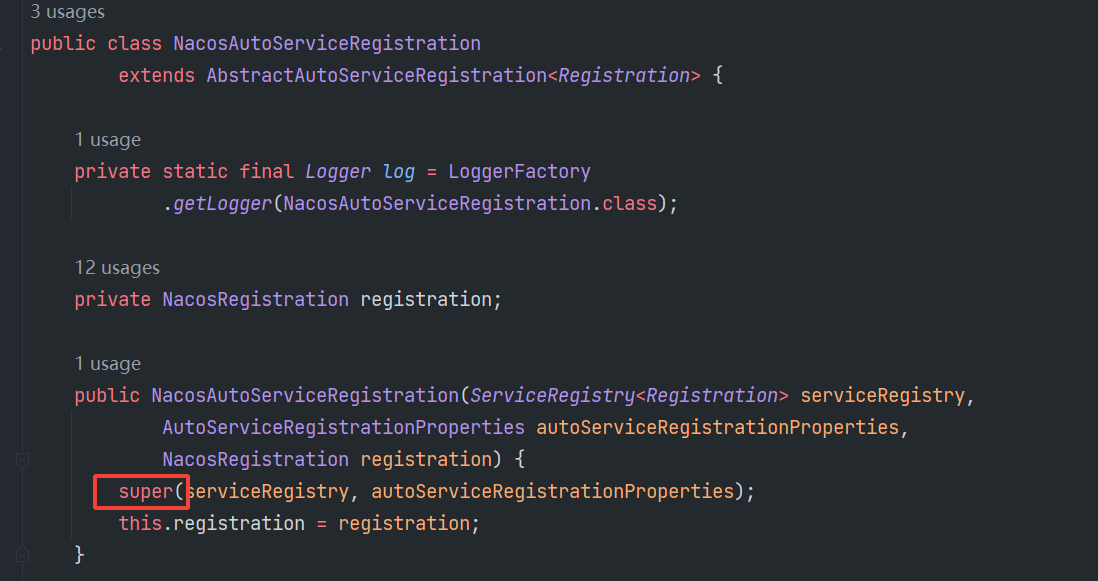 3 usages
public class NacosAutoServiceRegistration
extends AbstractAutoServiceRegistration<Registration> {
1 usage
private static final Logger log = LoggerFactory
.getLogger(NacosAutoServiceRegistration.class);
12 usages
private NacosRegistration registration;
1 usage
public NacosAutoServiceRegistration(ServiceRegistry<Registration> serviceRegistry,
AutoServiceRegistrationProperties autoServiceRegistrationProperties,
NacosRegistration registration) {
super(serviceRegistry, autoServiceRegistrationProperties);
this.registration = registration;
}